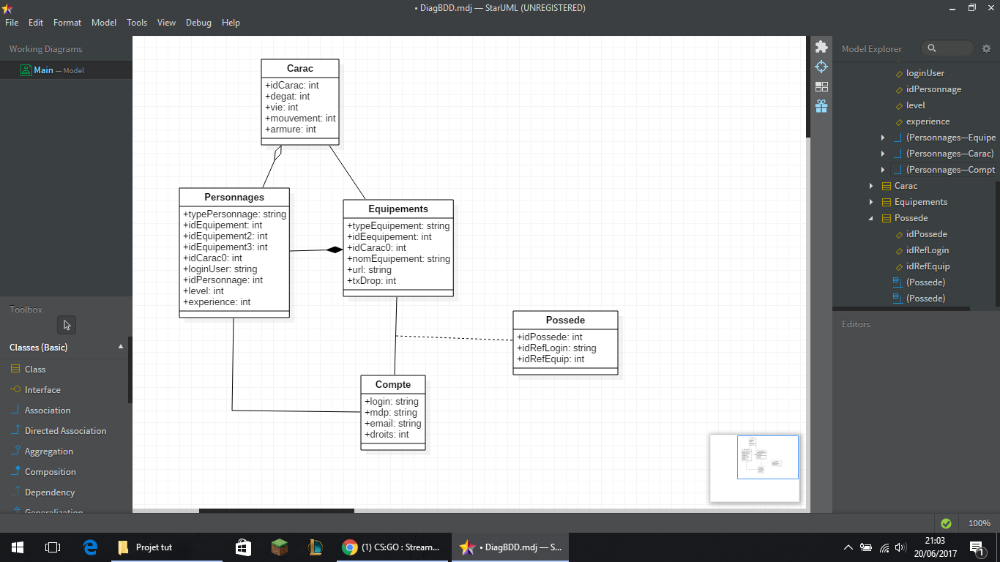 • DiagBDD.mdj — StarUML (UNREGISTERED)
File Edit Format Model Tools View Debug Help
Working Diagrams
Main — Model
Toolbox
Classes (Basic)
Class
Interface
Association
Directed Association
Aggregation
Composition
Dependency
Generalization
Carac
+idCarac: int
+degat: int
+vie: int
+mouvement: int
+armure: int
Personnages
+typePersonnage: string
+idEquipement: int
+idEquipement2: int
+idEquipement3: int
+idCarac0: int
+loginUser: string
+idPersonnage: int
+level: int
+experience: int
Equipements
+typeEquipement: string
+idEequipement: int
+idCarac0: int
+nomEquipement: string
+url: string
+txDrop: int
Possede
+idPossede: int
+idRefLogin: string
+idRefEquip: int
Compte
+login: string
+mdp: string
+email: string
+droits: int
Model Explorer
loginUser
idPersonnage
level
experience
(Personnages—Equipe
(Personnages—Carac)
(Personnages—Compt
Carac
Equipements
Possede
idPossede
idRefLogin
idRefEquip
(Possede)
(Possede)
Editors
100%
Projet tut
(1) CS:GO : Stream...
• DiagBDD.mdj — S...
21:03
20/06/2017
1